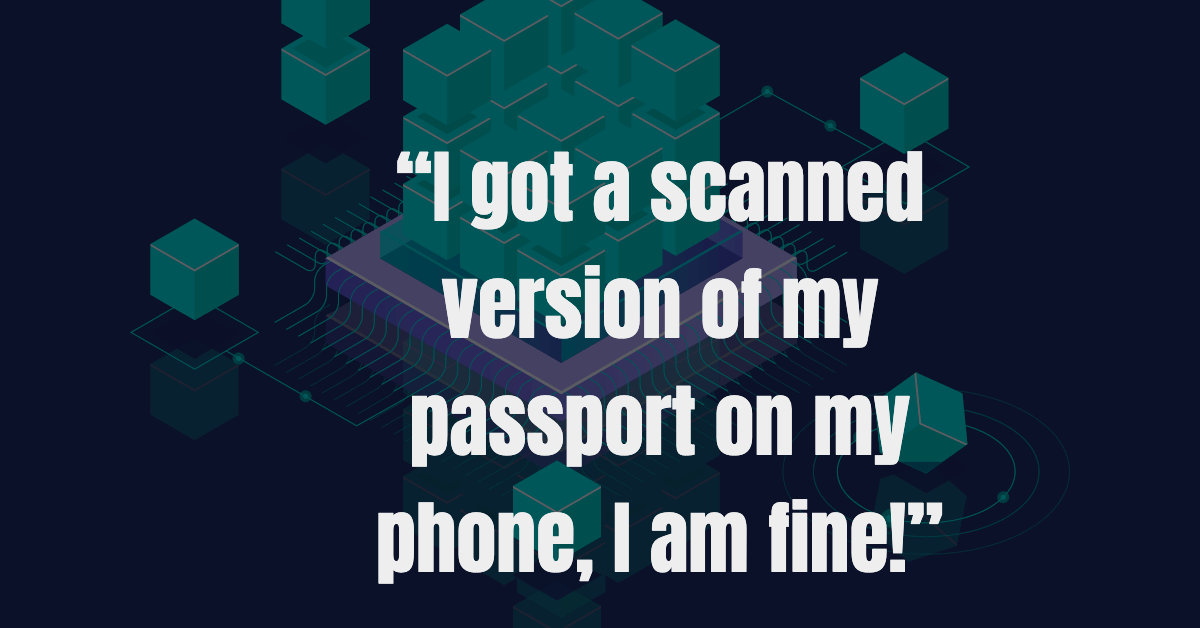 “I got a scanned
version of my
passport on my
phone, I am fine!”